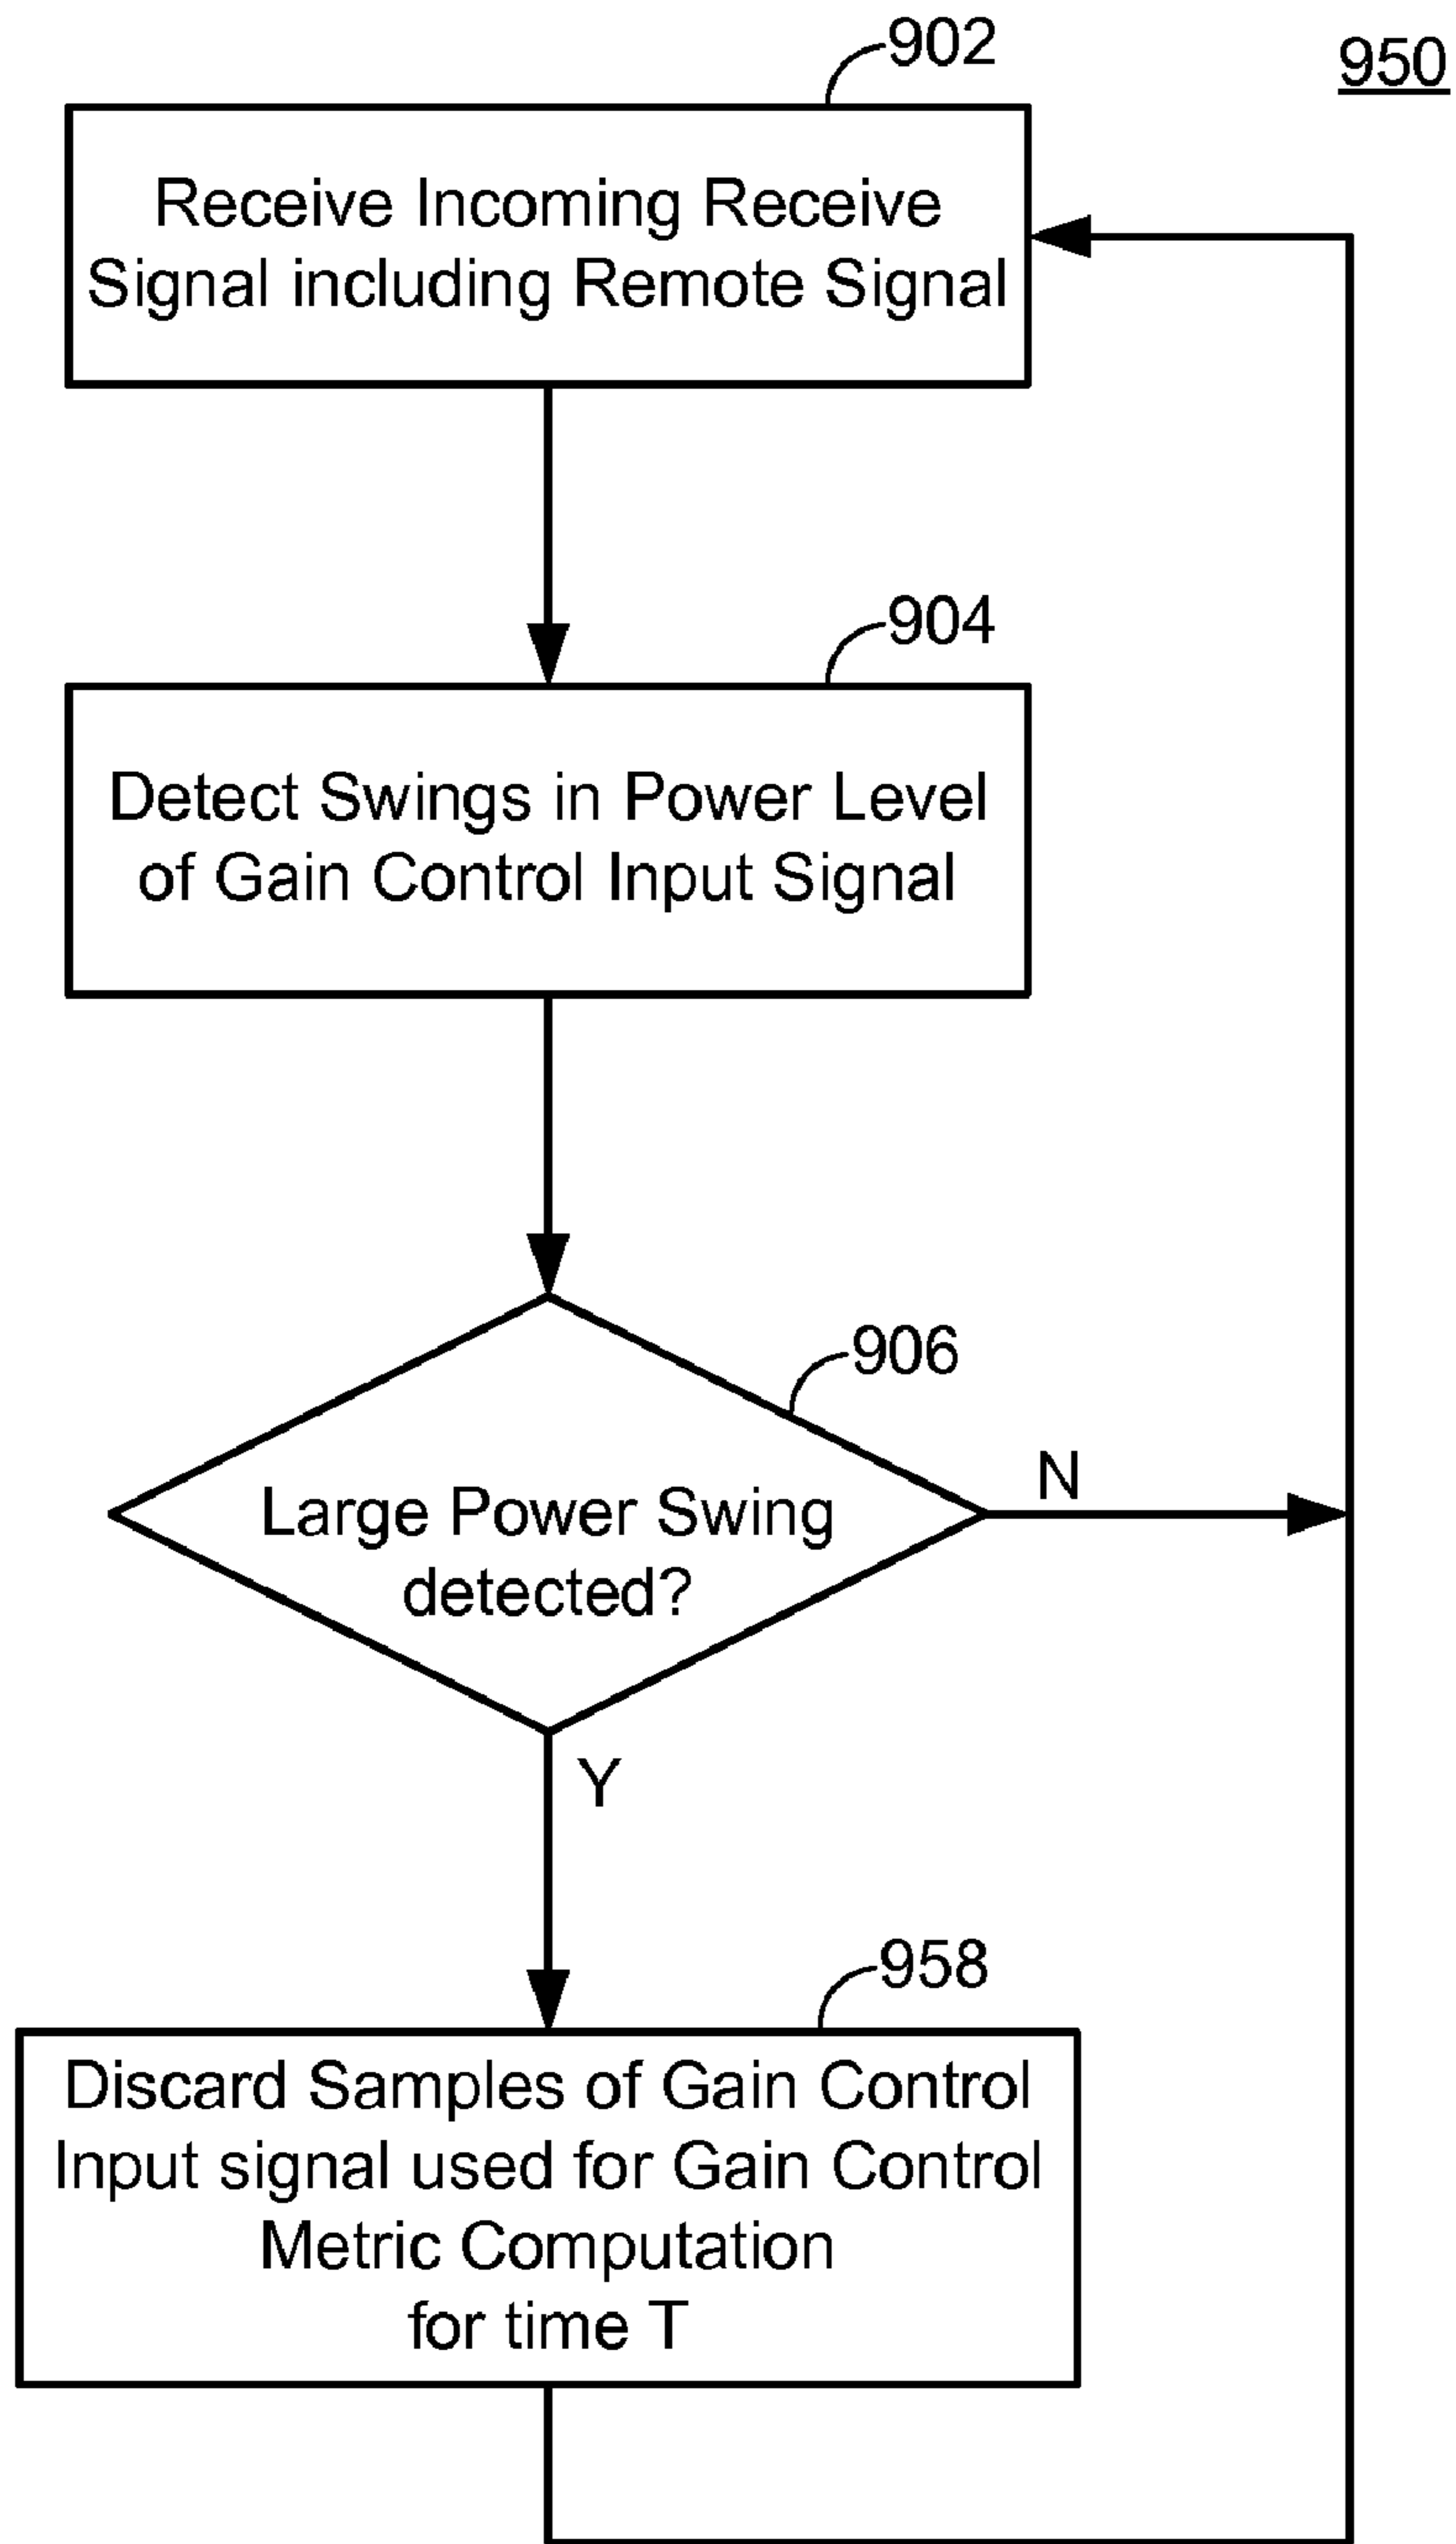 902
950
Receive Incoming Receive
Signal including Remote Signal
904
Detect Swings in Power Level
of Gain Control Input Signal
906
N
Large Power Swing
detected?
Y
958
Discard Samples of Gain Control
Input signal used for Gain Control
Metric Computation
for time T